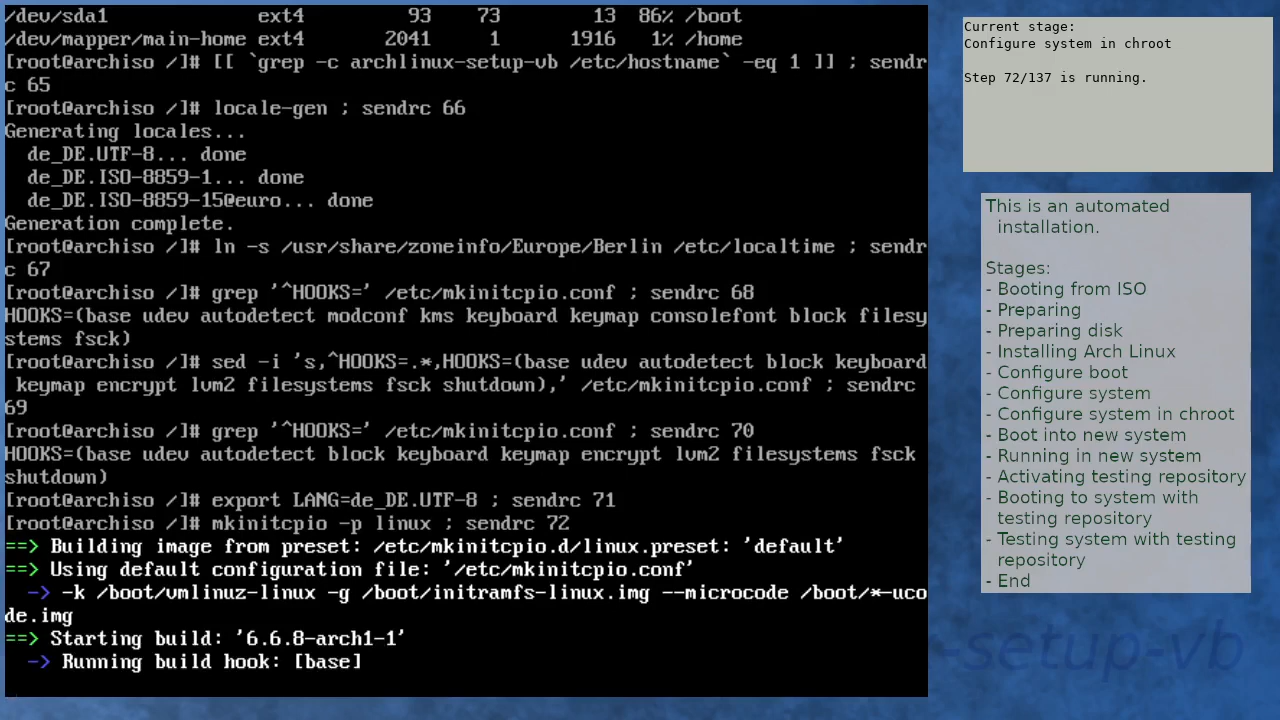 /dev/sda1             ext4         93    73        13  86% /boot
/dev/mapper/main-home ext4       2041     1      1916   1% /home
[root@archiso /]# [[ `grep -c archlinux-setup-vb /etc/hostname` -eq 1 ]] ; sendr
c 65
[root@archiso /]# locale-gen ; sendrc 66
Generating locales...
  de_DE.UTF-8... done
  de_DE.ISO-8859-1... done
  de_DE.ISO-8859-15@euro... done
Generation complete.
[root@archiso /]# ln -s /usr/share/zoneinfo/Europe/Berlin /etc/localtime ; sendr
c 67
[root@archiso /]# grep '^HOOKS=' /etc/mkinitcpio.conf ; sendrc 68
HOOKS=(base udev autodetect modconf kms keyboard keymap consolefont block filesy
stems fsck)
[root@archiso /]# sed -i 's,^HOOKS=.*,HOOKS=(base udev autodetect block keyboard
 keymap encrypt lvm2 filesystems fsck shutdown),' /etc/mkinitcpio.conf ; sendrc
69
[root@archiso /]# grep '^HOOKS=' /etc/mkinitcpio.conf ; sendrc 70
HOOKS=(base udev autodetect block keyboard keymap encrypt lvm2 filesystems fsck
shutdown)
[root@archiso /]# export LANG=de_DE.UTF-8 ; sendrc 71
[root@archiso /]# mkinitcpio -p linux ; sendrc 72
==> Building image from preset: /etc/mkinitcpio.d/linux.preset: 'default'
==> Using default configuration file: '/etc/mkinitcpio.conf'
  -> -k /boot/vmlinuz-linux -g /boot/initramfs-linux.img --microcode /boot/*-uco
de.img
==> Starting build: '6.6.8-arch1-1'
  -> Running build hook: [base]
Current stage:
Configure system in chroot
Step 72/137 is running.
This is an automated
installation.
Stages:
- Booting from ISO
- Preparing
- Preparing disk
- Installing Arch Linux
- Configure boot
- Configure system
- Configure system in chroot
- Boot into new system
- Running in new system
- Activating testing repository
- Booting to system with
testing repository
- Testing system with testing
repository
- End
-setup-vb